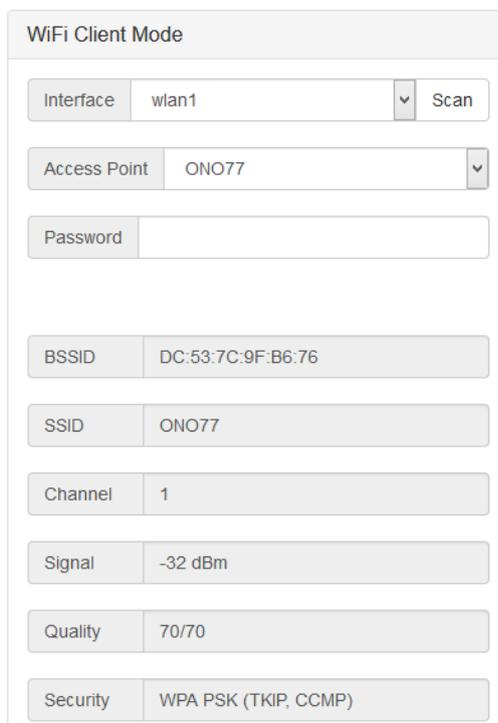 WiFi Client Mode
Interface wlan1 Scan
Access Point ONO77
Password
BSSID DC:53:7C:9F:B6:76
SSID ONO77
Channel 1
Signal -32 dBm
Quality 70/70
Security WPA PSK (TKIP, CCMP)